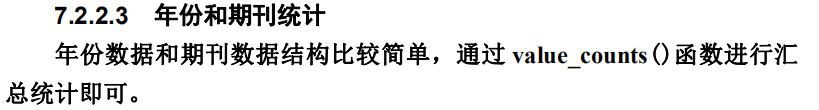 7.2.2.3 年份和期刊统计
年份数据和期刊数据结构比较简单，通过 value_counts()函数进行汇
总统计即可。